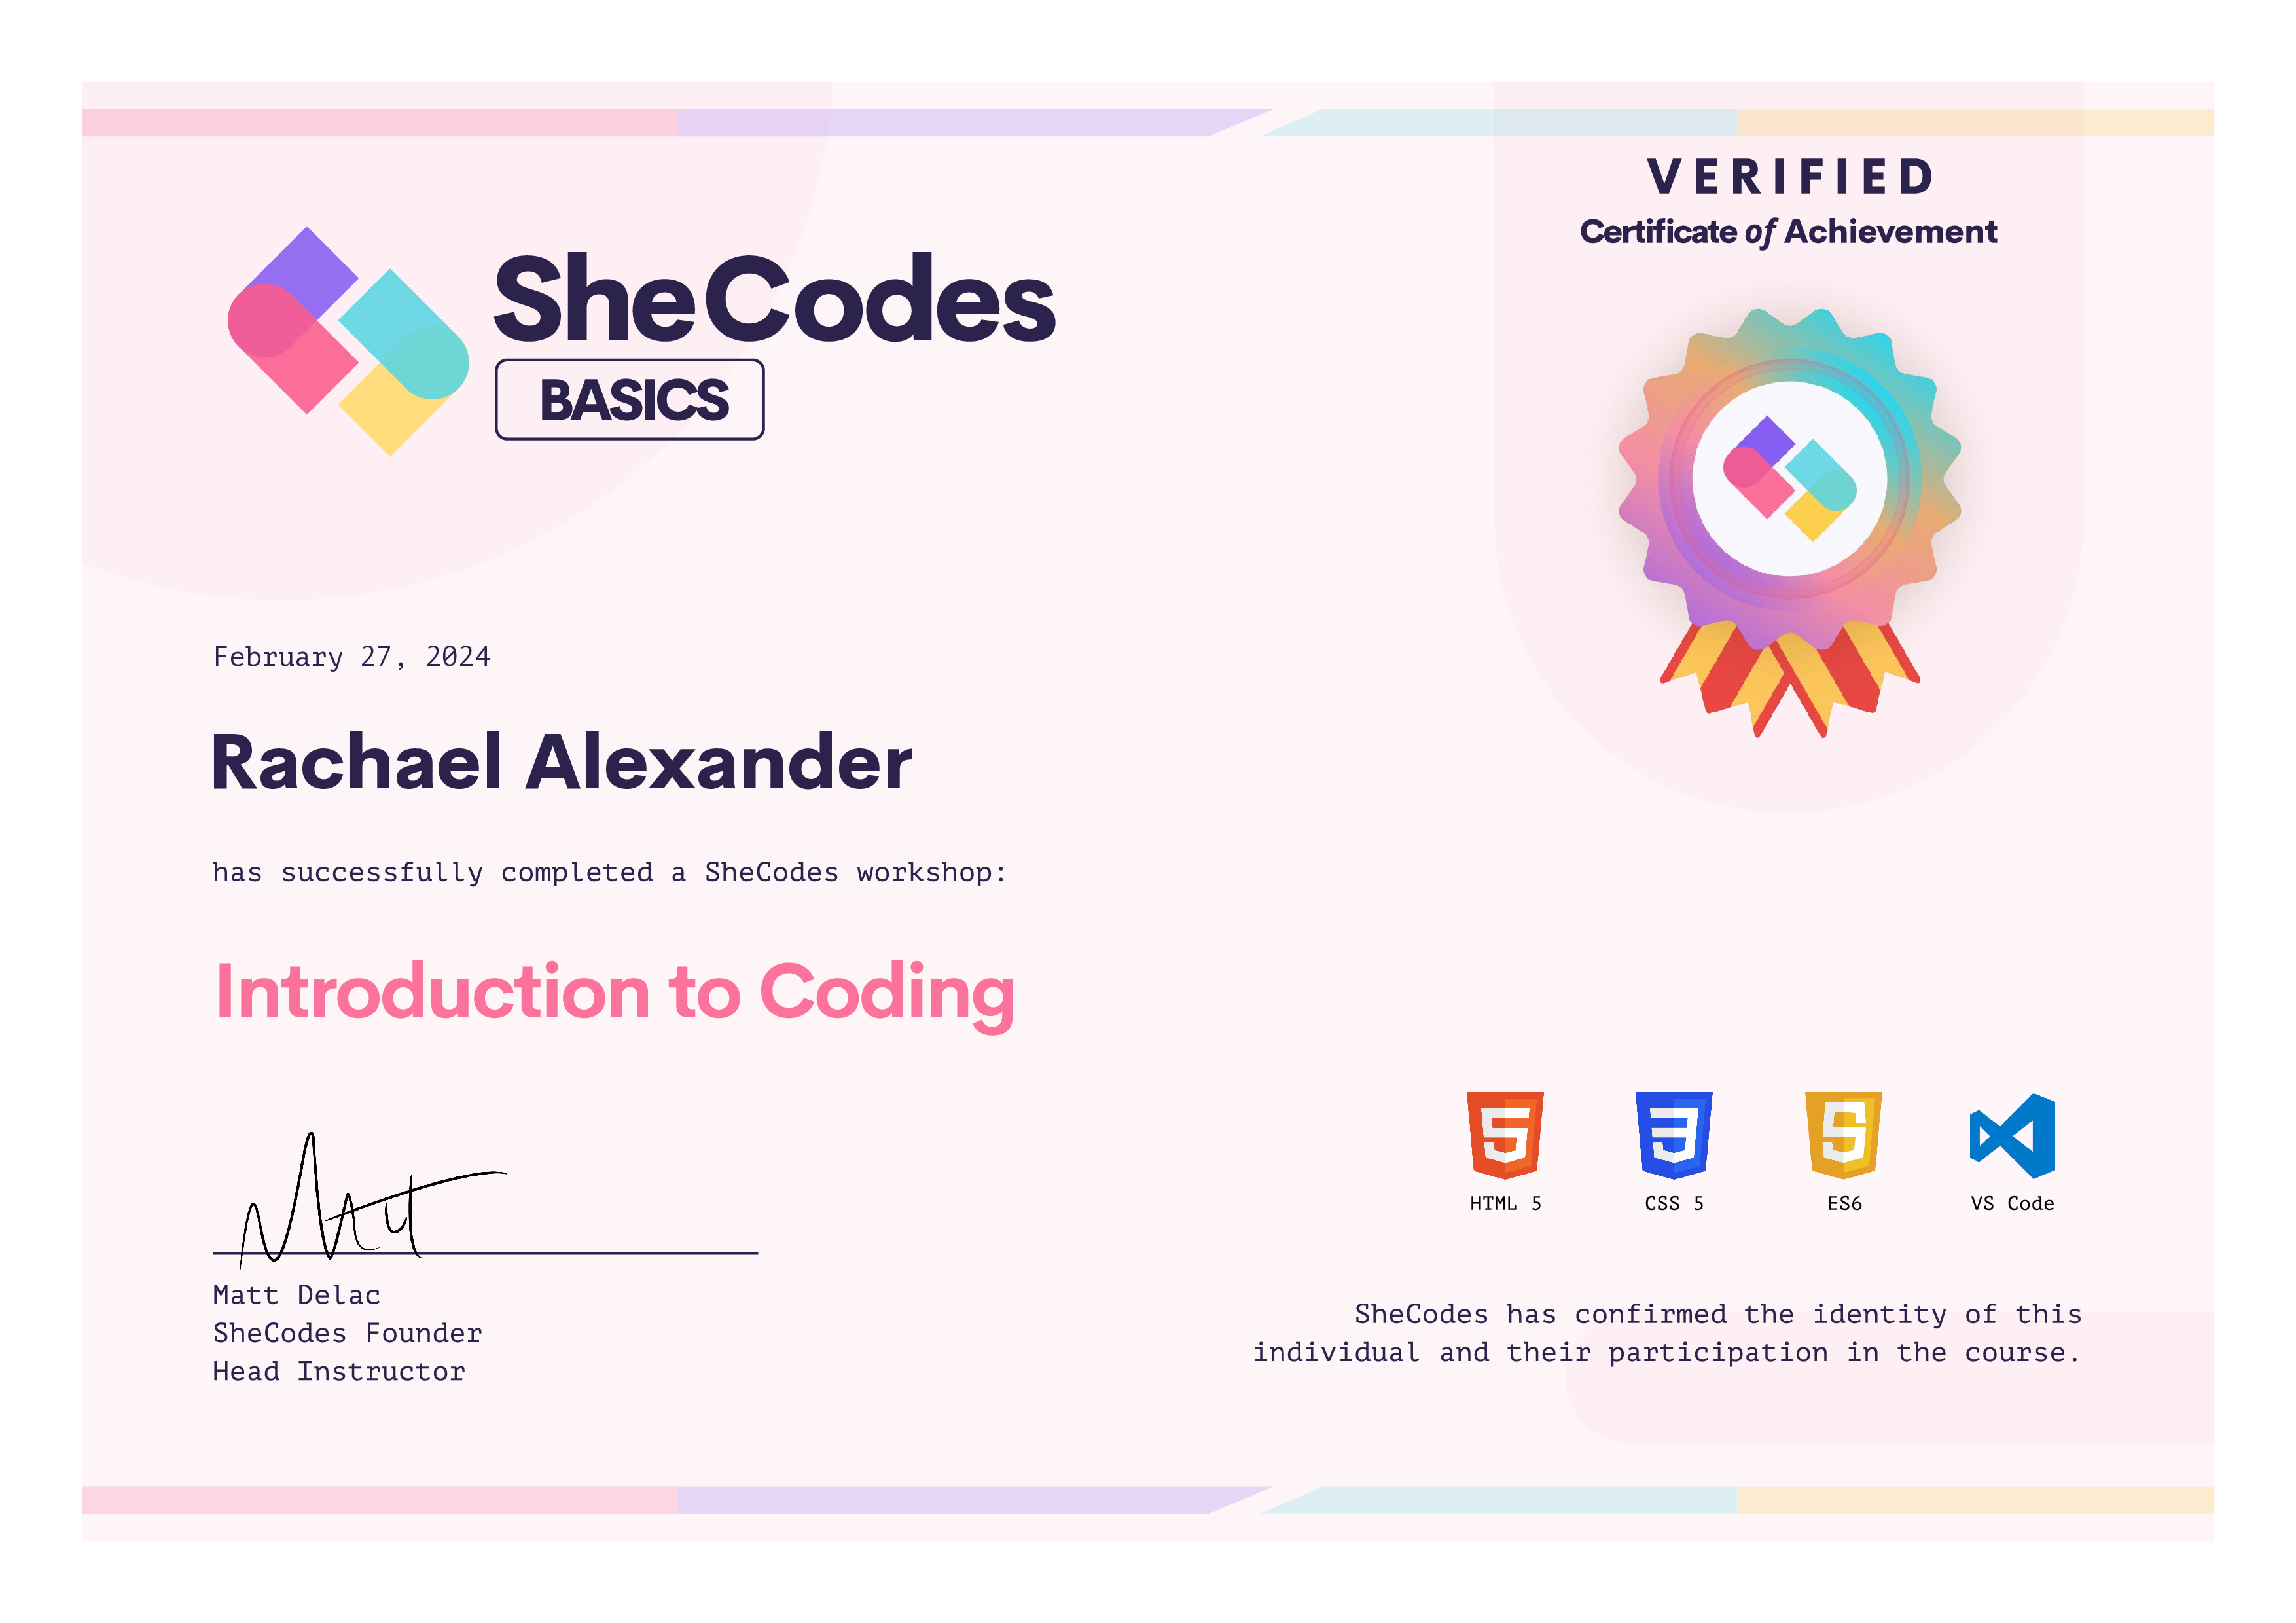 VERIFIED
Certificate of Achievement
SheCodes
BASICS
February 27, 2024
Rachael Alexander
has successfully completed a SheCodes workshop:
Introduction to Coding
HTML 5
CSS 5
ES6
VS Code
Matt
Matt Delac
SheCodes Founder
Head Instructor
SheCodes has confirmed the identity of this
individual and their participation in the course.